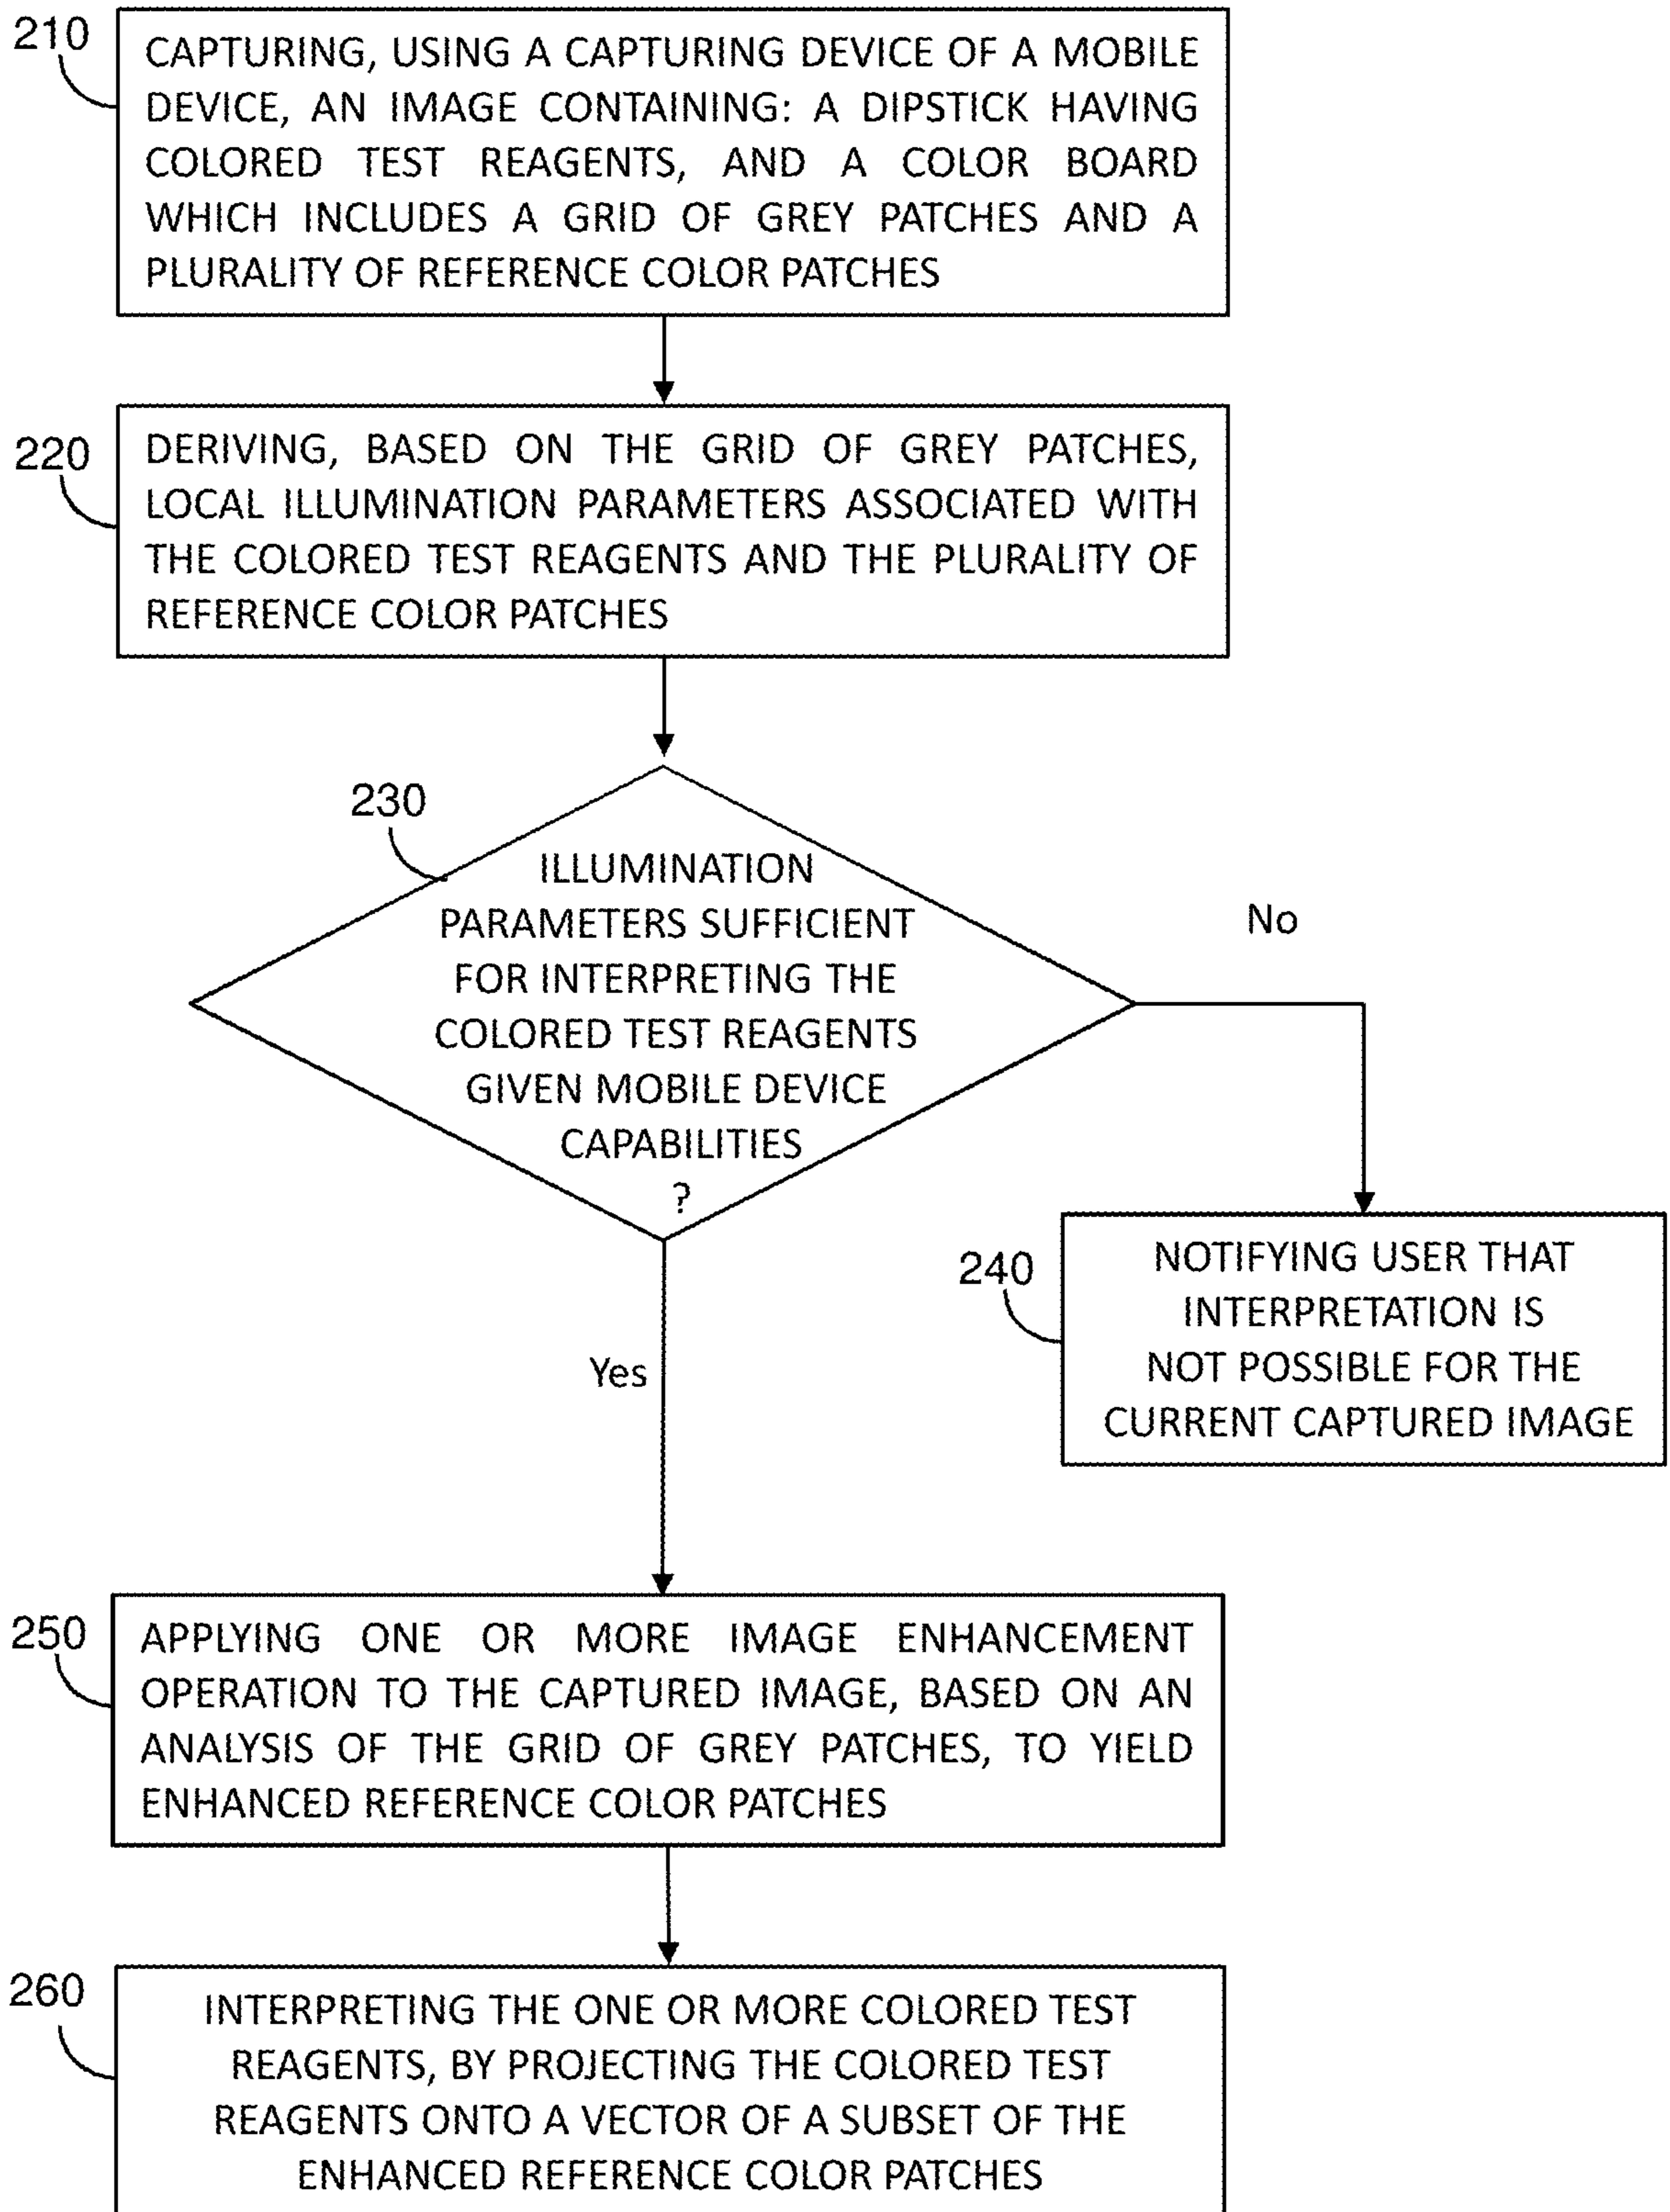 210
CAPTURING, USING A CAPTURING DEVICE OF A MOBILE
DEVICE, AN IMAGE CONTAINING: A DIPSTICK HAVING
COLORED TEST REAGENTS, AND A COLOR BOARD
WHICH INCLUDES A GRID OF GREY PATCHES AND A
PLURALITY OF REFERENCE COLOR PATCHES
220
DERIVING, BASED ON THE GRID OF GREY PATCHES,
LOCAL ILLUMINATION PARAMETERS ASSOCIATED WITH
THE COLORED TEST REAGENTS AND THE PLURALITY OF
REFERENCE COLOR PATCHES
230
ILLUMINATION
PARAMETERS SUFFICIENT
FOR INTERPRETING THE
COLORED TEST REAGENTS
GIVEN MOBILE DEVICE
CAPABILITIES
?
No
240
NOTIFYING USER THAT
INTERPRETATION IS
NOT POSSIBLE FOR THE
CURRENT CAPTURED IMAGE
Yes
250
APPLYING ONE OR MORE IMAGE ENHANCEMENT
OPERATION TO THE CAPTURED IMAGE, BASED ON AN
ANALYSIS OF THE GRID OF GREY PATCHES, TO YIELD
ENHANCED REFERENCE COLOR PATCHES
260
INTERPRETING THE ONE OR MORE COLORED TEST
REAGENTS, BY PROJECTING THE COLORED TEST
REAGENTS ONTO A VECTOR OF A SUBSET OF THE
ENHANCED REFERENCE COLOR PATCHES